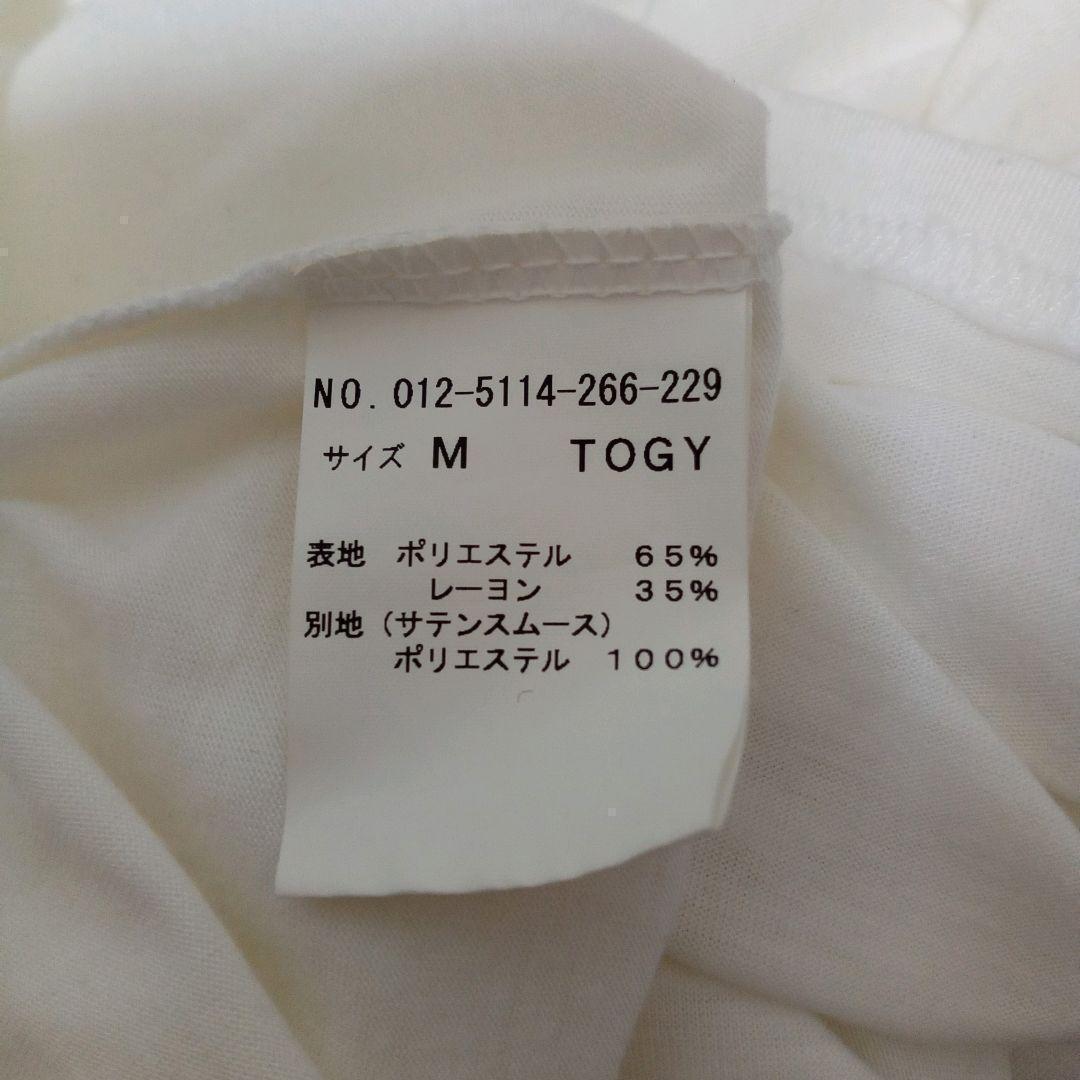 NO. 012-5114-266-229
サイズ M TOGY
表地 ポリエステル 65%
レーヨン 35%
別地(サテンスムース)
ポリエステル 100%